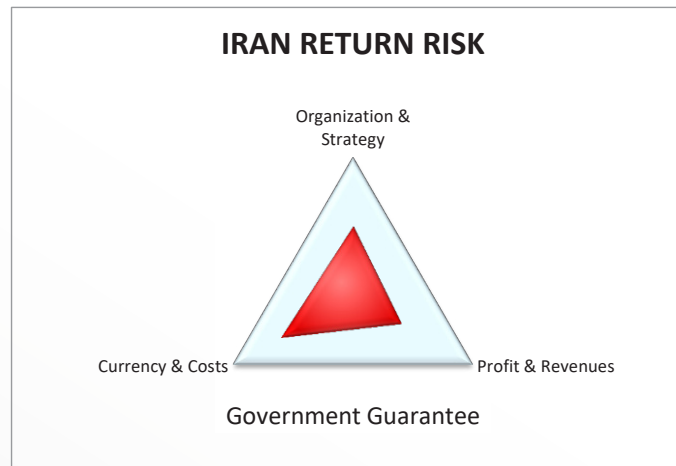 IRAN RETURN RISK
Organization &
Strategy
Currency & Costs
Profit & Revenues
Government Guarantee